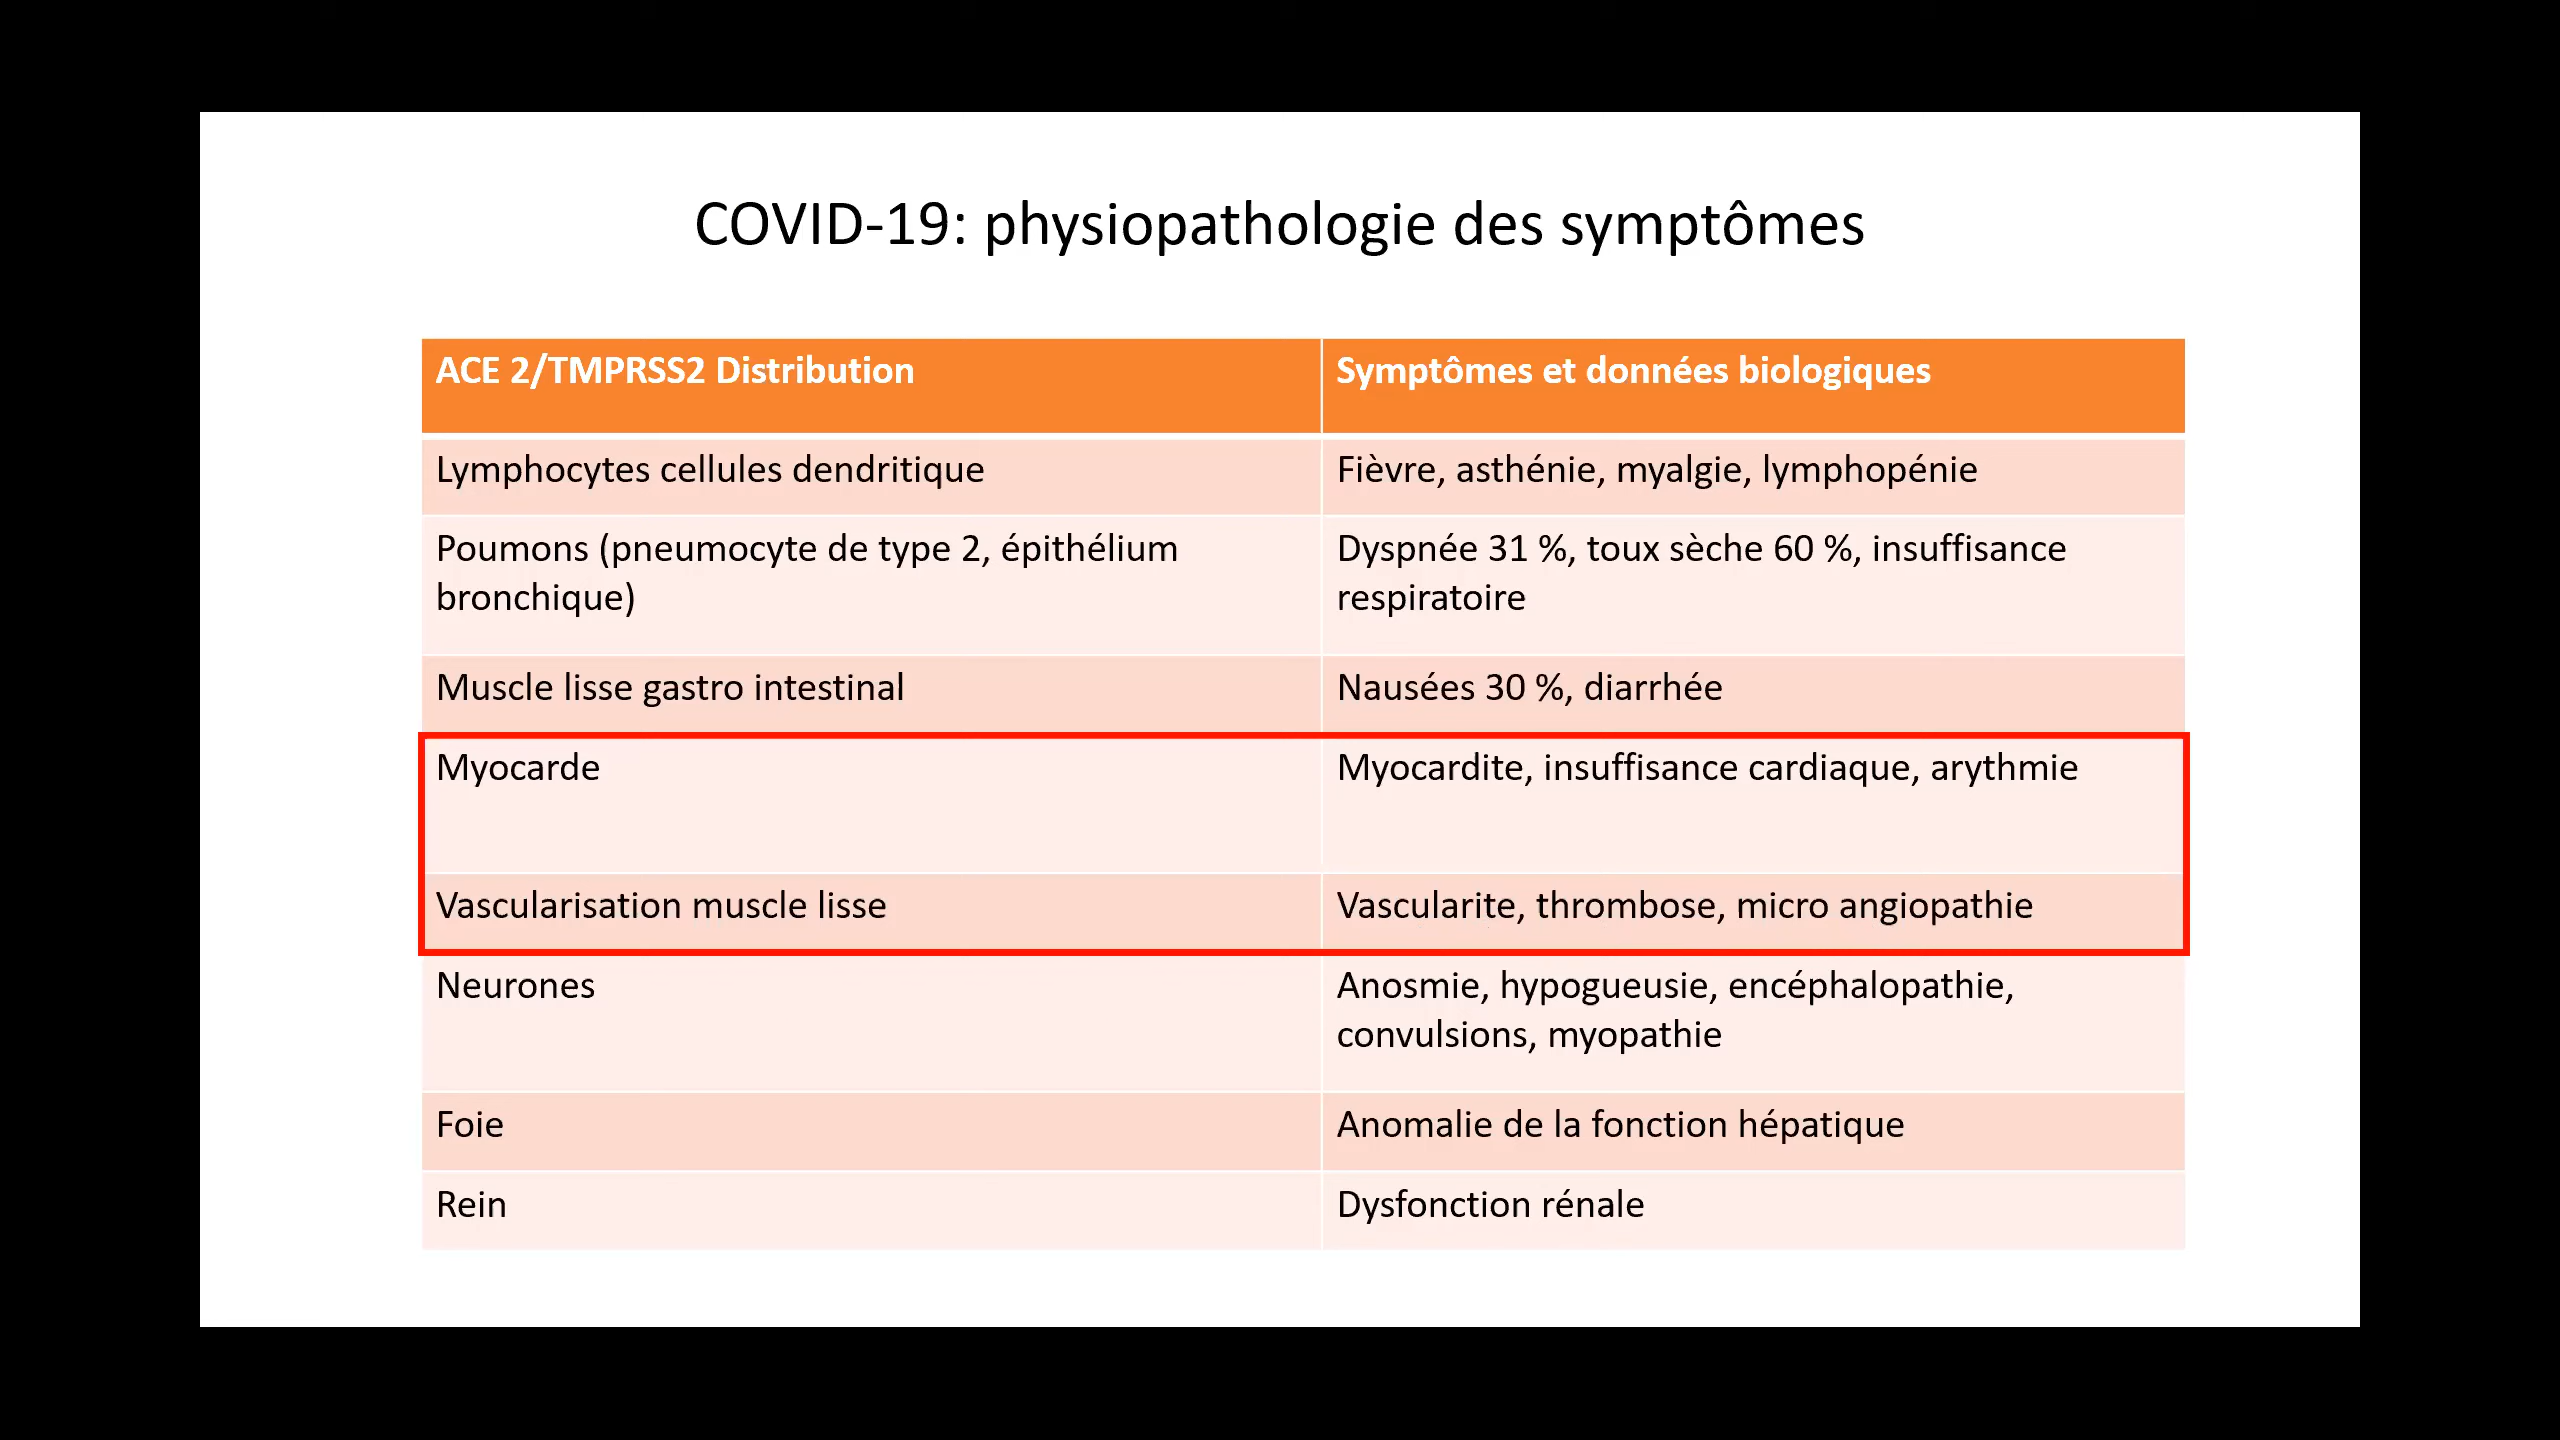 COVID-19: physiopathologie des symptômes
ACE 2/TMPRSS2 Distribution
Symptômes et données biologiques
Lymphocytes cellules dendritique
Fièvre, asthénie, myalgie, lymphopénie
Poumons (pneumocyte de type 2, épithélium
bronchique)
Dyspnée 31 %, toux sèche 60 %, insuffisance
respiratoire
Muscle lisse gastro intestinal
Nausées 30 %, diarrhée
Myocarde
Myocardite, insuffisance cardiaque, arythmie
Vascularisation muscle lisse
Vascularite, thrombose, micro angiopathie
Neurones
Anosmie, hypogueusie, encéphalopathie,
convulsions, myopathie
Foie
Anomalie de la fonction hépatique
Rein
Dysfonction rénale